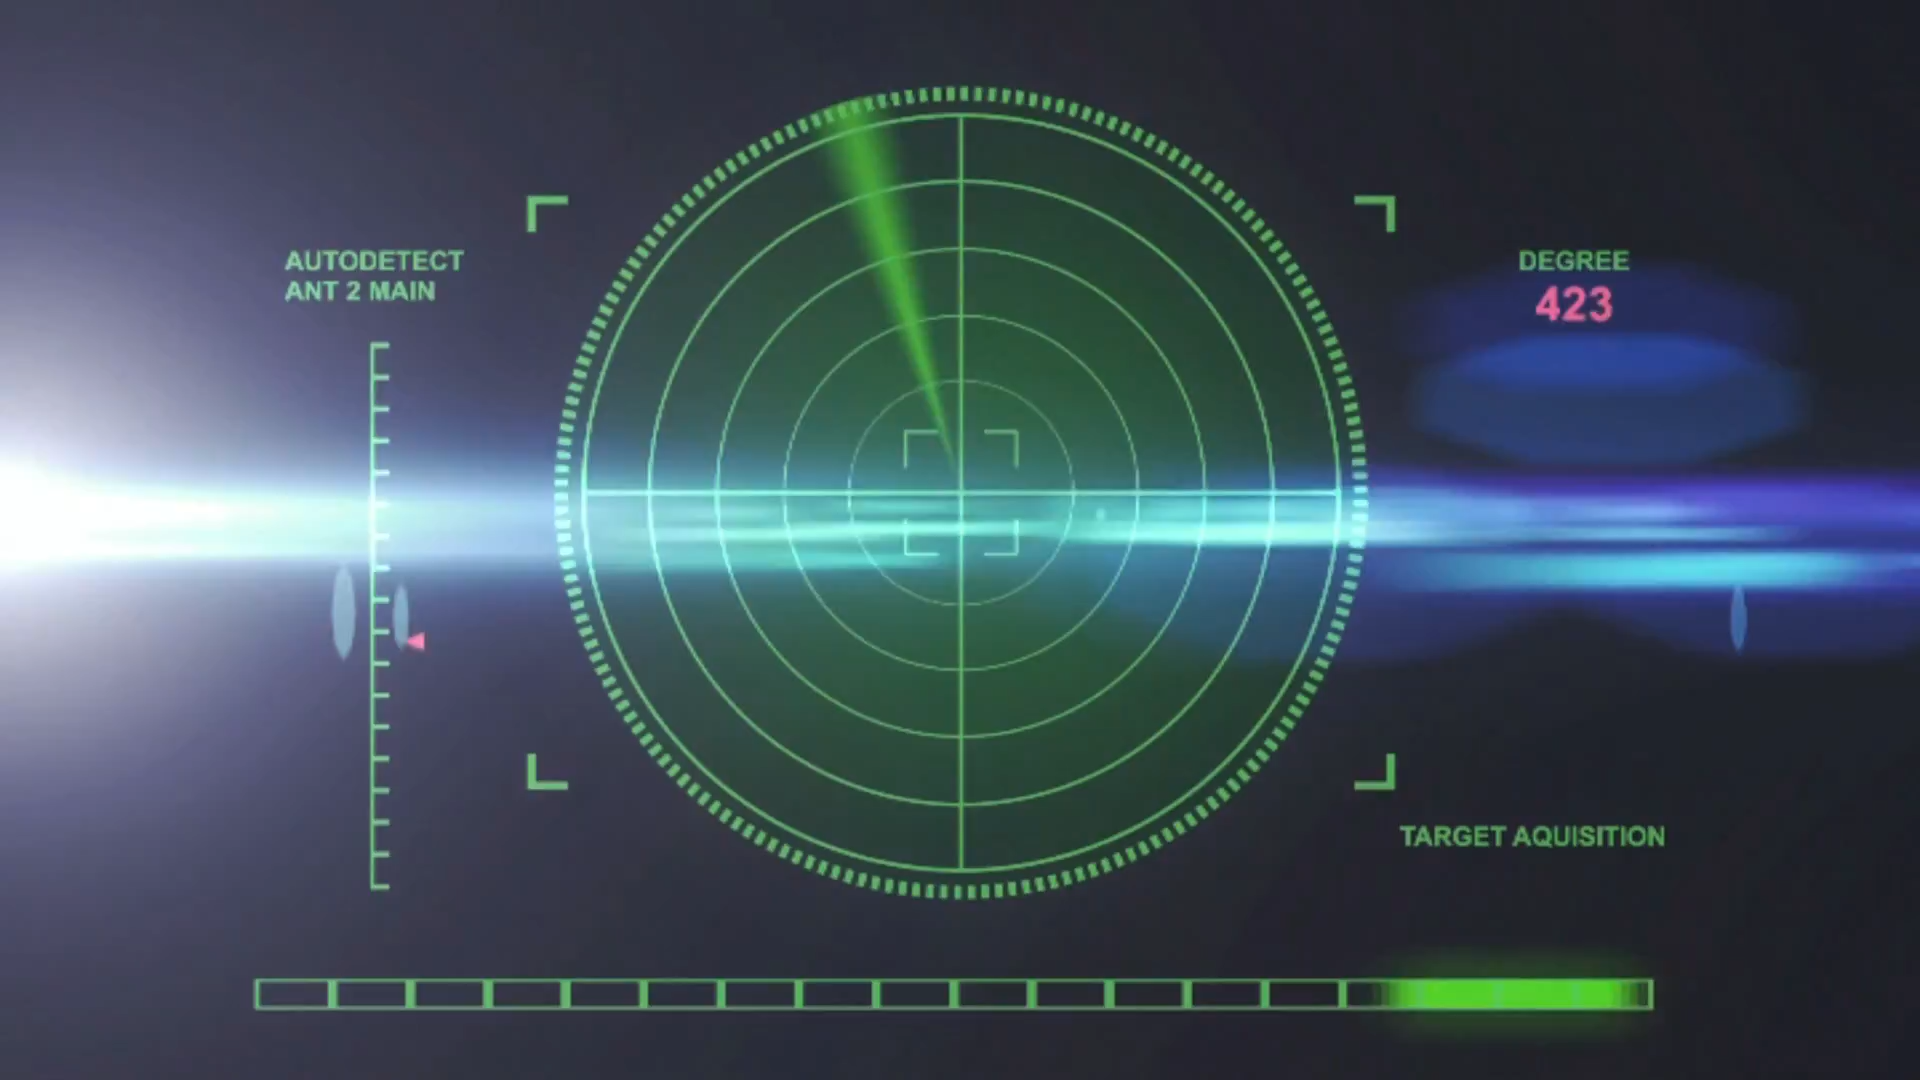 AUTODETECT
ANT 2 MAIN
DEGREE
423
TARGET AQUISITION